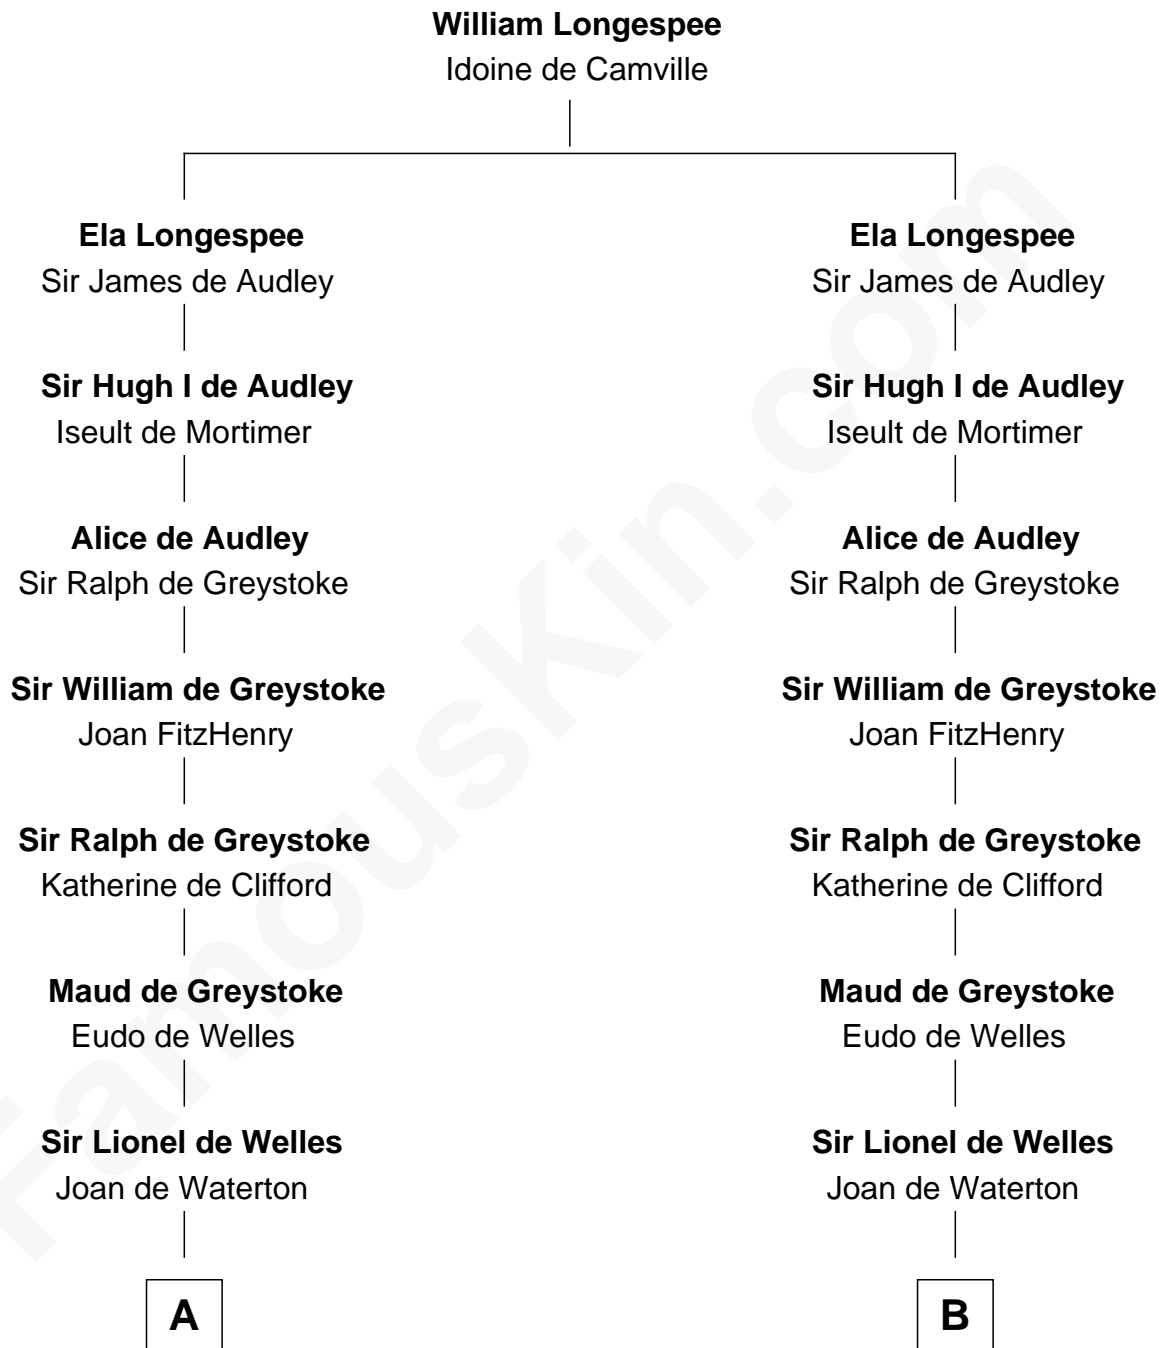 William Longespee
Idoine de Camville
Ela Longespee
Sir James de Audley
Sir Hugh I de Audley
Iseult de Mortimer
Alice de Audley
Sir Ralph de Greystoke
Sir William de Greystoke
Joan FitzHenry
Sir Ralph de Greystoke
Katherine de Clifford
Maud de Greystoke
Eudo de Welles
Sir Lionel de Welles
Joan de Waterton
A
Ela Longespee
Sir James de Audley
Sir Hugh I de Audley
Iseult de Mortimer
Alice de Audley
Sir Ralph de Greystoke
Sir William de Greystoke
Joan FitzHenry
Sir Ralph de Greystoke
Katherine de Clifford
Maud de Greystoke
Eudo de Welles
Sir Lionel de Welles
Joan de Waterton
B
FamousKin.com